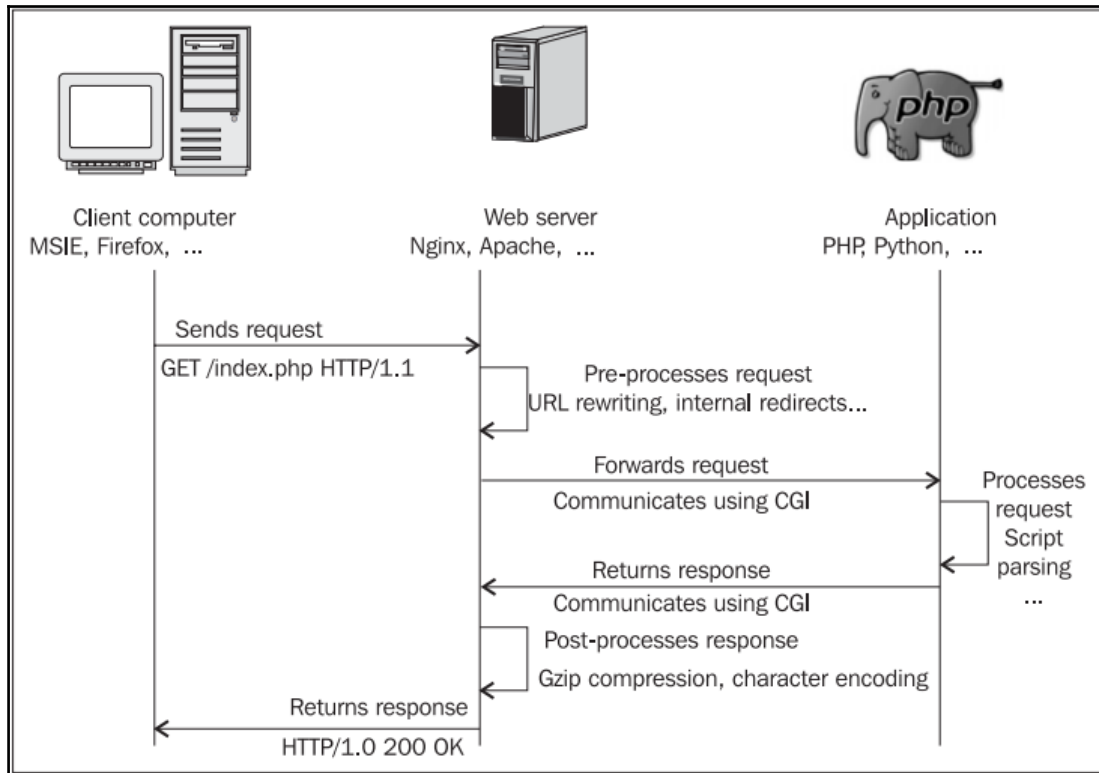 php
Client computer
MSIE, Firefox, ...
Web server
Nginx, Apache, ...
Application
PHP, Python, ...
Sends request
GET /index.php HTTP/1.1
Pre-processes request
URL rewriting, internal redirects...
Forwards request
Communicates using CGI
Processes
request
Script
parsing
...
Returns response
Communicates using CGI
Post-processes response
Gzip compression, character encoding
Returns response
HTTP/1.0 200 OK